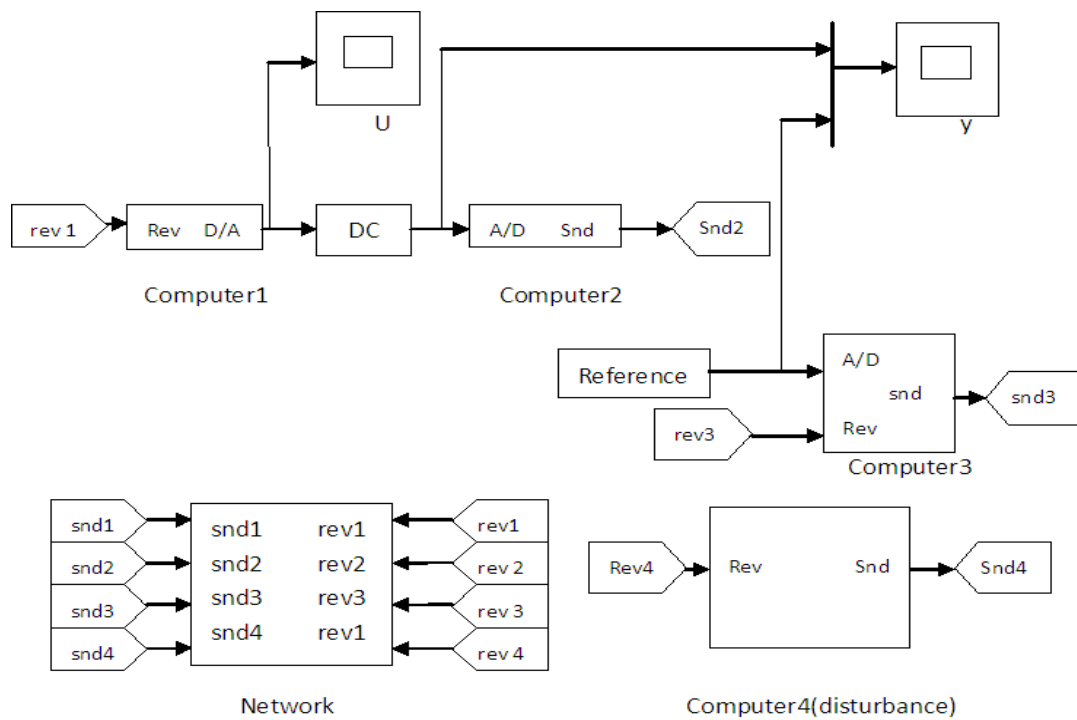 U
y
rev 1
Rev D/A
DC
A/D Snd
Snd2
Computer1
Computer2
Reference
A/D
snd
Rev
snd3
rev3
Computer3
snd1
snd2
snd3
snd4
snd1 rev1
snd2 rev2
snd3 rev3
snd4 rev1
rev1
rev 2
rev 3
rev 4
Network
Rev4
Rev Snd
Snd4
Computer4(disturbance)